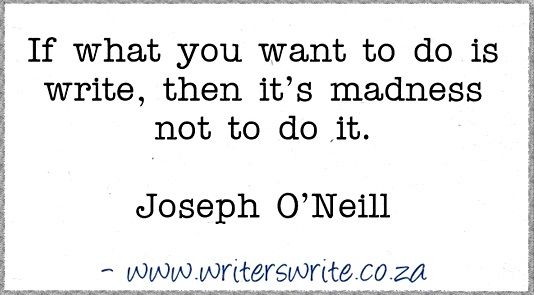 If what you want to do is
write, then it's madness
not to do it.
Joseph O'Neill
- www.writerswrite.co.za